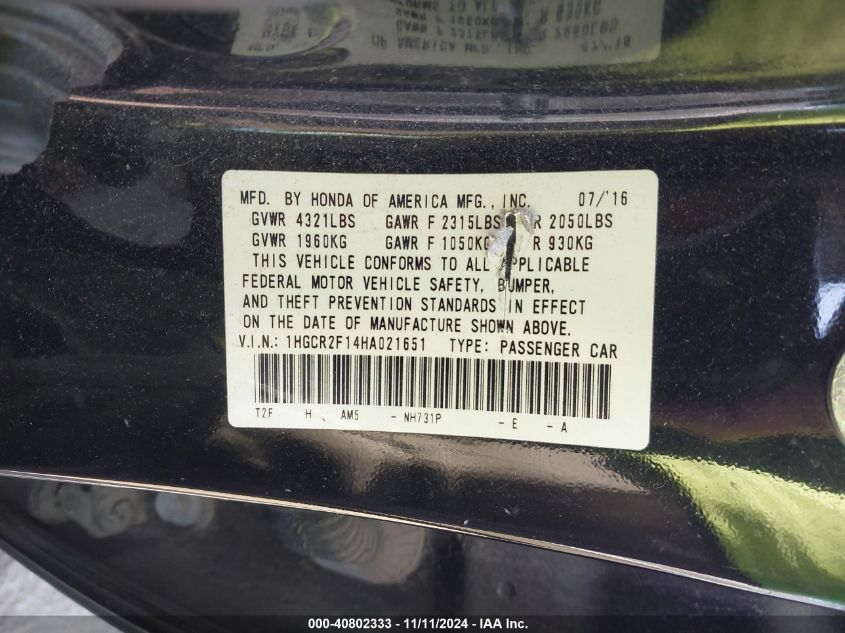 MFD. BY HONDA OF AMERICA MFG., INC. 07/'16
GVWR 4321LBS GAWR F 2315LBS R 2050LBS
GVWR 1960KG GAWR F 1050KG R 930KG
THIS VEHICLE CONFORMS TO ALL APPLICABLE
FEDERAL MOTOR VEHICLE SAFETY, BUMPER,
AND THEFT PREVENTION STANDARDS IN EFFECT
ON THE DATE OF MANUFACTURE SHOWN ABOVE.
V.I.N.: 1HGCR2F14HA021651 TYPE: PASSENGER CAR
T2F H AM5 - NH731P - E - A
000-40802333 - 11/11/2024 - IAA Inc.